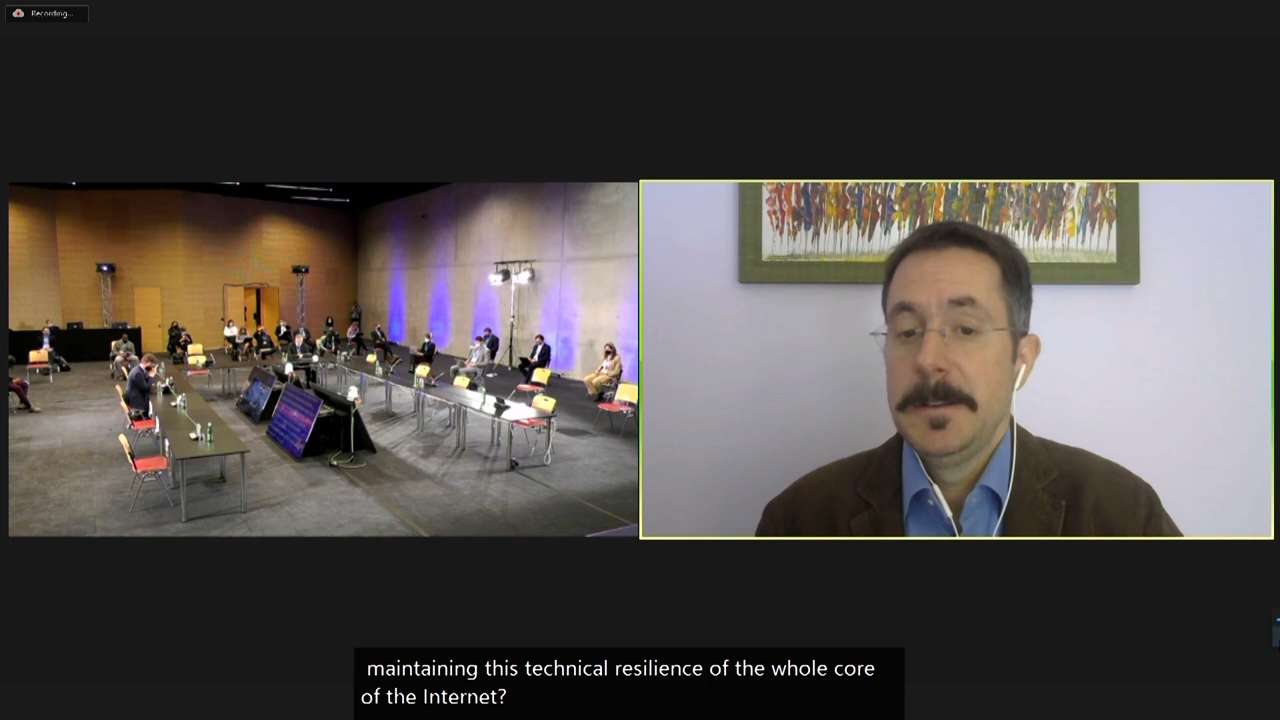 Recording...
maintaining this technical resilience of the whole core
of the Internet?